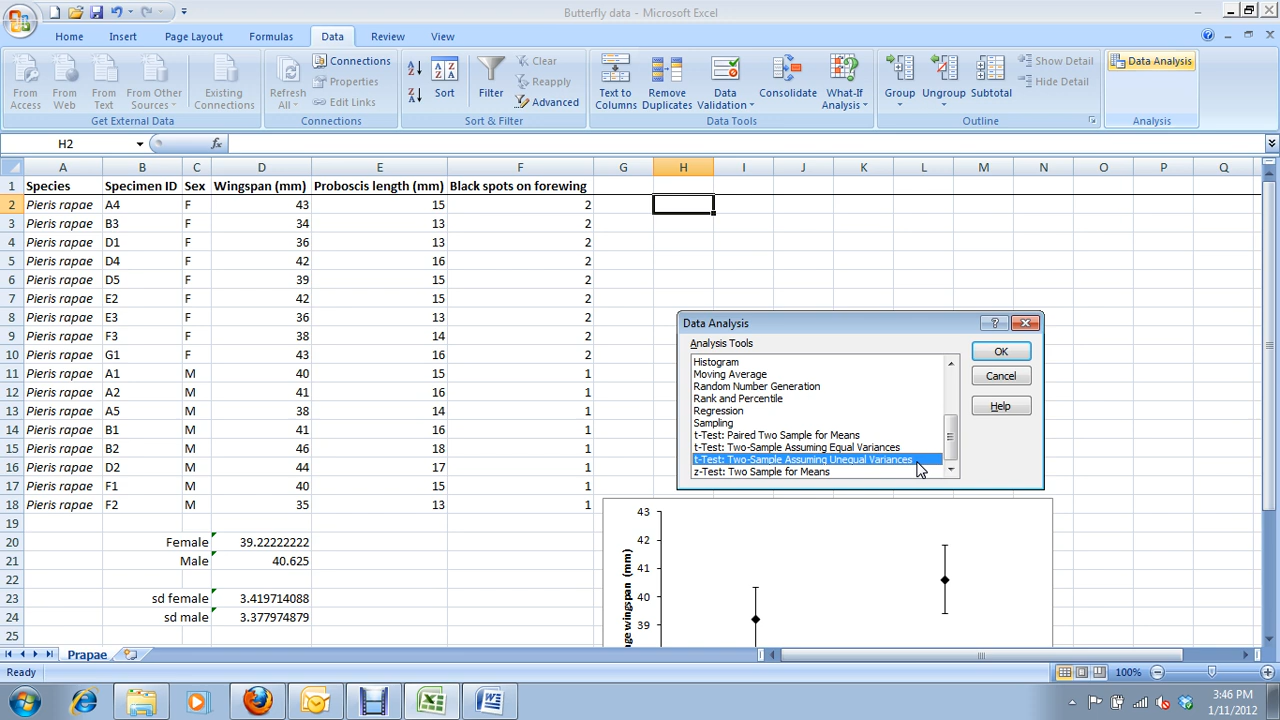 Butterfly data - Microsoft Excel
Home Insert Page Layout Formulas Data Review View
From Access
From Web
From Text
From Other Sources
Existing Connections
Get External Data
Refresh All
Connections
Properties
Edit Links
Connections
Sort
Filter
Clear
Reapply
Advanced
Sort & Filter
Text to Columns
Remove Duplicates
Data Validation
Consolidate
What-If Analysis
Data Tools
Group
Ungroup
Subtotal
Show Detail
Hide Detail
Outline
Data Analysis
Analysis
H2 fx
A B C D E F G H I J K L M N O P Q
1 Species Specimen ID Sex Wingspan (mm) Proboscis length (mm) Black spots on forewing
2 Pieris rapae A4 F 43 15 2
3 Pieris rapae B3 F 34 13 2
4 Pieris rapae D1 F 36 13 2
5 Pieris rapae D4 F 42 16 2
6 Pieris rapae D5 F 39 15 2
7 Pieris rapae E2 F 42 15 2
8 Pieris rapae E3 F 36 13 2
9 Pieris rapae F3 F 38 14 2
10 Pieris rapae G1 F 43 16 2
11 Pieris rapae A1 M 40 15 1
12 Pieris rapae A2 M 41 16 1
13 Pieris rapae A5 M 38 14 1
14 Pieris rapae B1 M 41 16 1
15 Pieris rapae B2 M 46 18 1
16 Pieris rapae D2 M 44 17 1
17 Pieris rapae F1 M 40 15 1
18 Pieris rapae F2 M 35 13 1
19
20 Female 39.22222222
21 Male 40.625
22
23 sd female 3.419714088
24 sd male 3.377974879
25
Data Analysis
Analysis Tools
Histogram
Moving Average
Random Number Generation
Rank and Percentile
Regression
Sampling
t-Test: Paired Two Sample for Means
t-Test: Two-Sample Assuming Equal Variances
t-Test: Two-Sample Assuming Unequal Variances
z-Test: Two Sample for Means
OK
Cancel
Help
43
42
41
40
39
ge wingspan (mm)
Prapae
Ready
100%
3:46 PM
1/11/2012